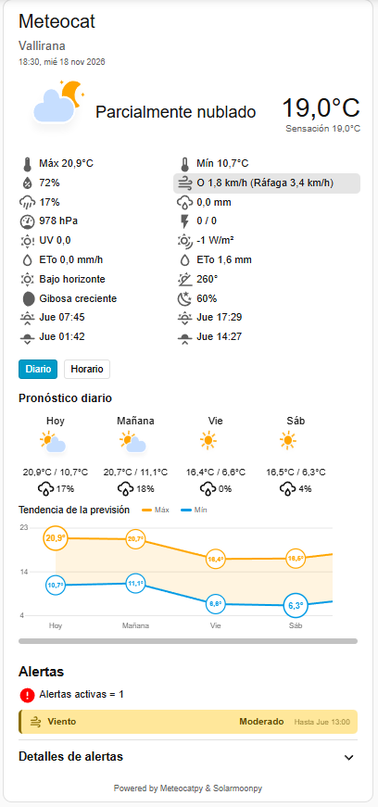 Meteocat
Vallirana
18:30, mié 18 nov 2026
Parcialmente nublado
19,0°C
Sensación 19,0°C
Máx 20,9°C
Mín 10,7°C
72%
O 1,8 km/h (Ráfaga 3,4 km/h)
17%
0,0 mm
978 hPa
0 / 0
UV 0,0
-1 W/m²
ETo 0,0 mm/h
ETo 1,6 mm
Bajo horizonte
260°
Gibosa creciente
60%
Jue 07:45
Jue 17:29
Jue 01:42
Jue 14:27
Diario
Horario
Pronóstico diario
Hoy Mañana Vie Sáb
20,9°C / 10,7°C 20,7°C / 11,1°C 16,4°C / 6,6°C 16,5°C / 6,3°C
17% 18% 0% 4%
Tendencia de la previsión Máx Mín
23
20,9° 20,7° 16,4° 16,5°
14
10,7° 11,1° 6,6° 6,3°
4
Hoy Mañana Vie Sáb
Alertas
Alertas activas = 1
Viento Moderado Hasta Jue 13:00
Detalles de alertas
Powered by Meteocatpy & Solarmoonpy